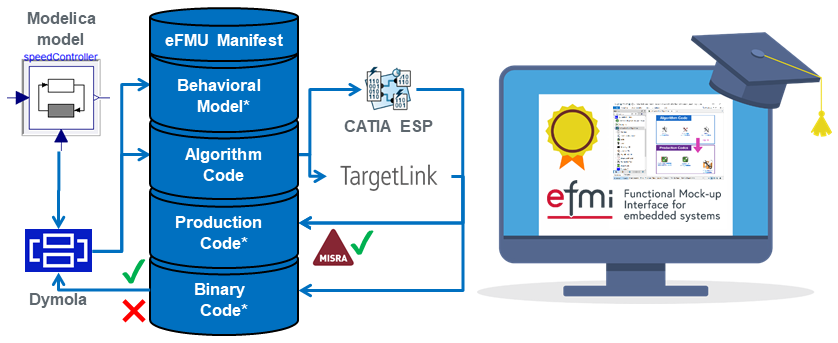 Modelica
model
speedController
eFMU Manifest
Behavioral
Model*
Algorithm
Code
Production
Code*
Binary
Code*
CATIA ESP
TargetLink
MISRA
Dymola
Algorithm Code
Production Code
efmi
Functional Mock-up
Interface for
embedded systems